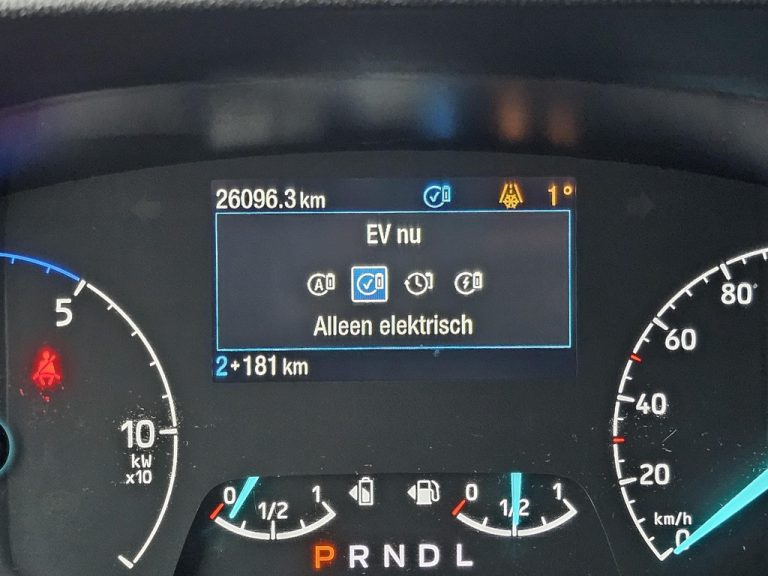 26096.3 km 1°
EV nu
A
Alleen elektrisch
2+181 km
5
10
kW
x10
80
60
40
20
0
km/h
0 1/2 1
0 1/2 1
P R N D L